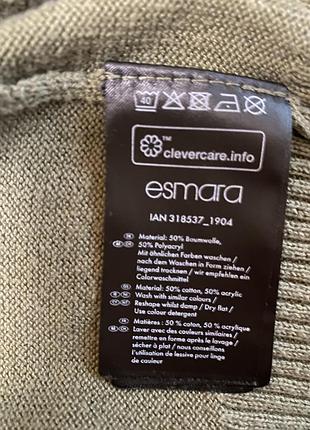 40
™
clevercare.info
esmara
IAN 318537_1904
Material: 50% Baumwolle,
50% Polyacryl
Mit ähnlichen Farben waschen /
nach dem Waschen in Form ziehen /
liegend trocknen / wir empfehlen ein
Colorwaschmittel
Material: 50% cotton, 50% acrylic
Wash with similar colours /
Reshape whilst damp / Dry flat /
Use colour detergent
Matières : 50 % coton, 50 % acrylique
Laver avec des couleurs similaires /
remettre en forme après le lavage /
sécher à plat / nous conseillons
l'utilisation de lessive pour linge
de couleur